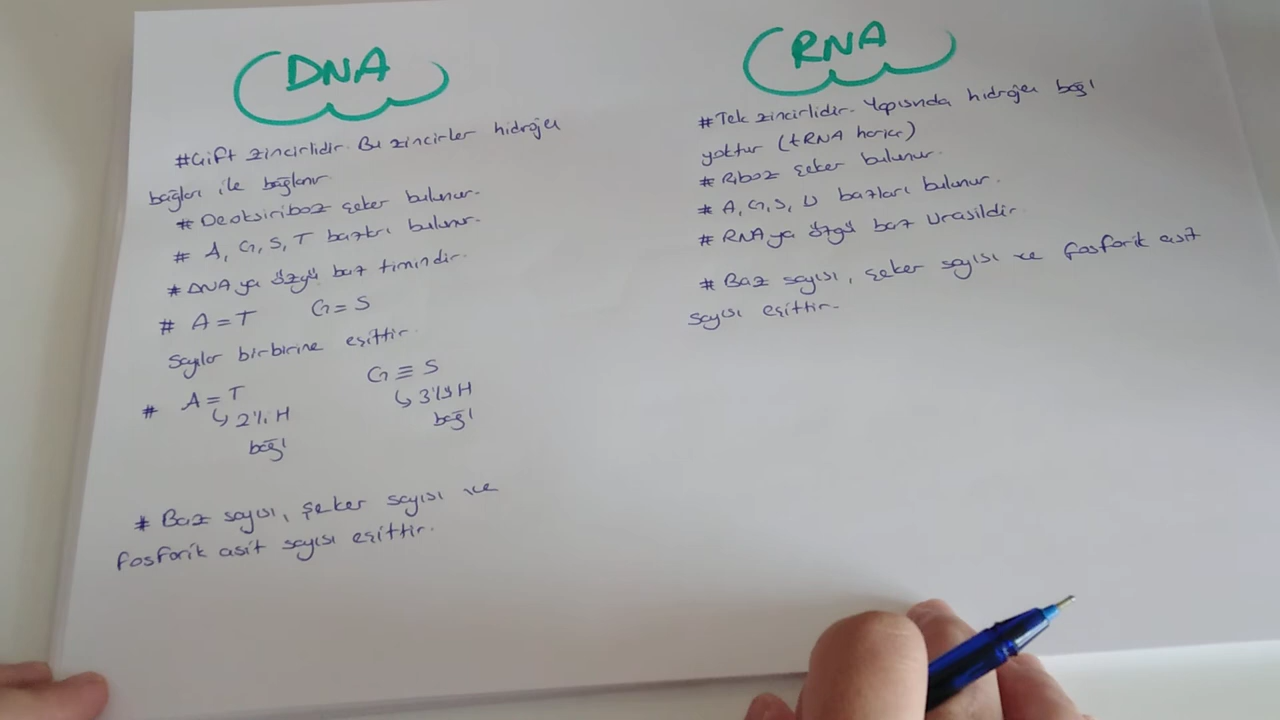 DNA
#Çift zincirlidir. Bu zincirler hidrojen
bağları ile bağlanır.
# Deoksiriboz şeker bulunur.
# A, G, S, T bazları bulunur.
# DNA ya özgü baz timindir.
# A = T G = S
Sayıları birbirine eşittir.
# A = T G ≡ S
↳ 2'li H ↳ 3'lü H
bağı bağı
# Baz sayısı, şeker sayısı ve
fosforik asit sayısı eşittir.
RNA
#Tek zincirlidir. Yapısında hidrojen bağı
yoktur (tRNA hariç)
# Riboz şeker bulunur.
# A, G, S, U bazları bulunur.
# RNA ya özgü baz Urasildir.
# Baz sayısı, şeker sayısı ve fosforik asit
sayısı eşittir.